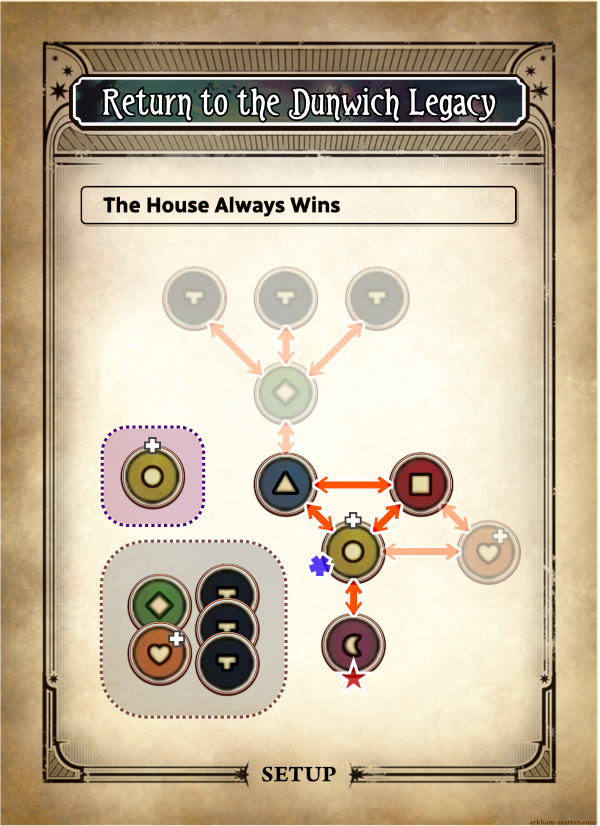 Return to the Dunwich Legacy
The House Always Wins
SETUP
arkham-starter.com